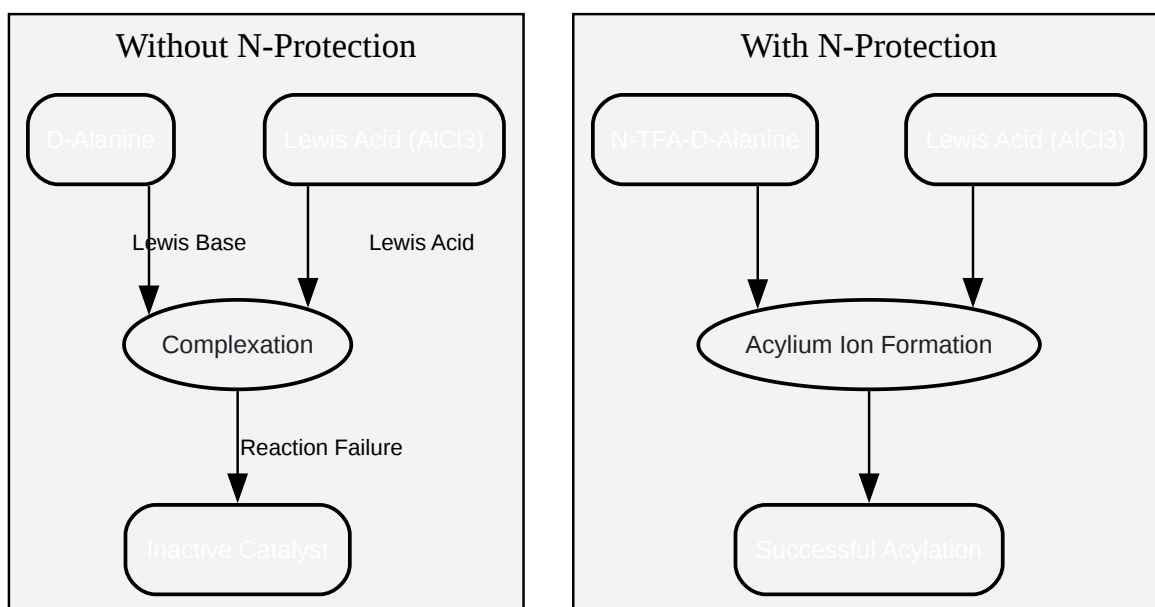 Without N-Protection
D-Alanine
Lewis Acid (AlCl3)
Lewis Base
Lewis Acid
Complexation
Reaction Failure
Inactive Catalyst
With N-Protection
N-TFA-D-Alanine
Lewis Acid (AlCl3)
Acylium Ion Formation
Successful Acylation